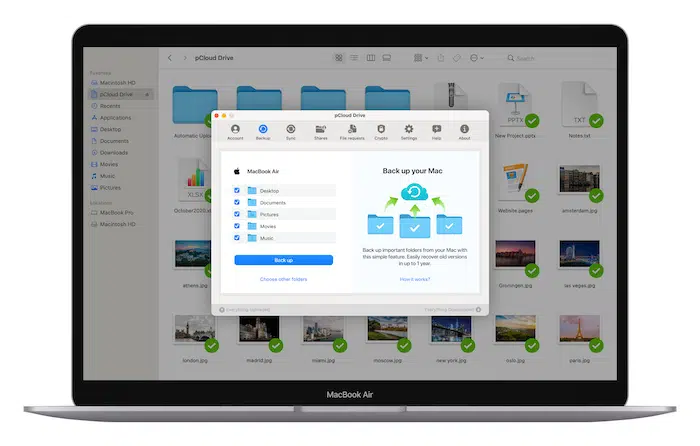 pCloud Drive
Search
Favorites
Macintosh HD
pCloud Drive
Recents
Applications
Desktop
Documents
Downloads
Movies
Music
Pictures
Locations
MacBook Pro
Macintosh HD
Automatic Uplo
PPTX
New Project.pptx
TXT
Notes.txt
XLSX
October2020.xl
Website pages
amsterdam.jpg
athens.jpg
Groningen.jpg
las vegas.jpg
london.jpg
madrid.jpg
miami.jpg
moscow.jpg
new york.jpg
oslo.jpg
paris.jpg
pCloud Drive
Account
Backup
Sync
Shares
File requests
Crypto
Settings
Help
About
MacBook Air
Desktop
Documents
Pictures
Movies
Music
Back up
Choose other folders
Back up your Mac
Back up important folders from your Mac with
this simple feature. Easily recover old versions
in up to 1 year.
How it works?
Everything Uploaded
Everything Downloaded
MacBook Air